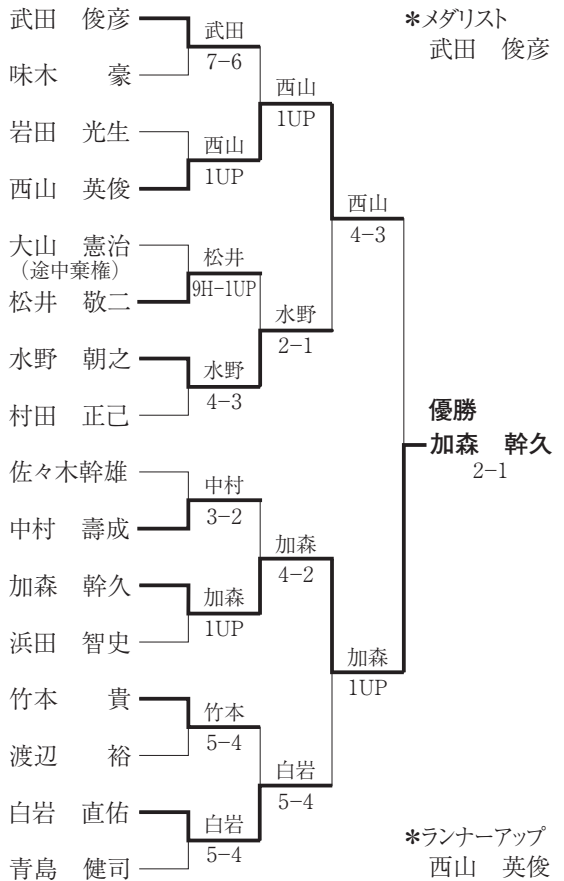 武田　俊彦
味木　　豪
岩田　光生
西山　英俊
大山　憲治
（途中棄権）
松井　敬二
水野　朝之
村田　正己
佐々木幹雄
中村　壽成
加森　幹久
浜田　智史
竹本　　貴
渡辺　　裕
白岩　直佑
青島　健司
武田
7−6
西山
1UP
松井
9H−1UP
水野
4−3
中村
3−2
加森
1UP
竹本
5−4
白岩
5−4
西山
1UP
水野
2−1
加森
4−2
白岩
5−4
西山
4−3
加森
1UP
優勝
加森　幹久
2−1
＊メダリスト
武田　俊彦
＊ランナーアップ
西山　英俊